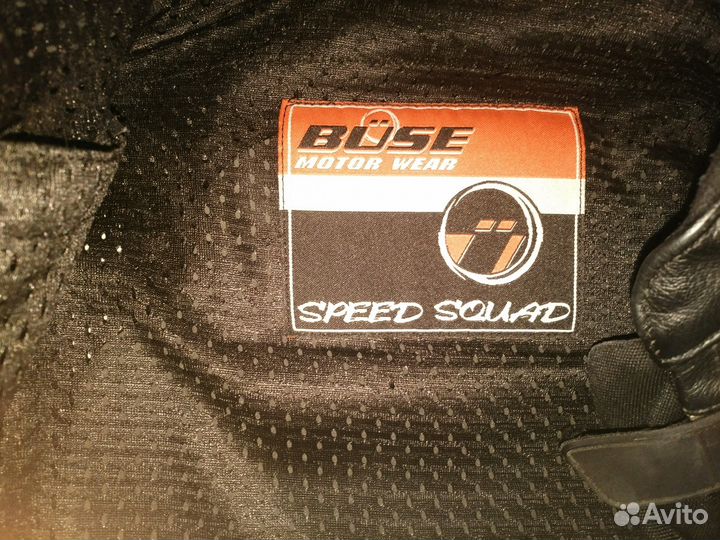 BÜSE
MOTOR WEAR
Ü
SPEED SQUAD
Avito